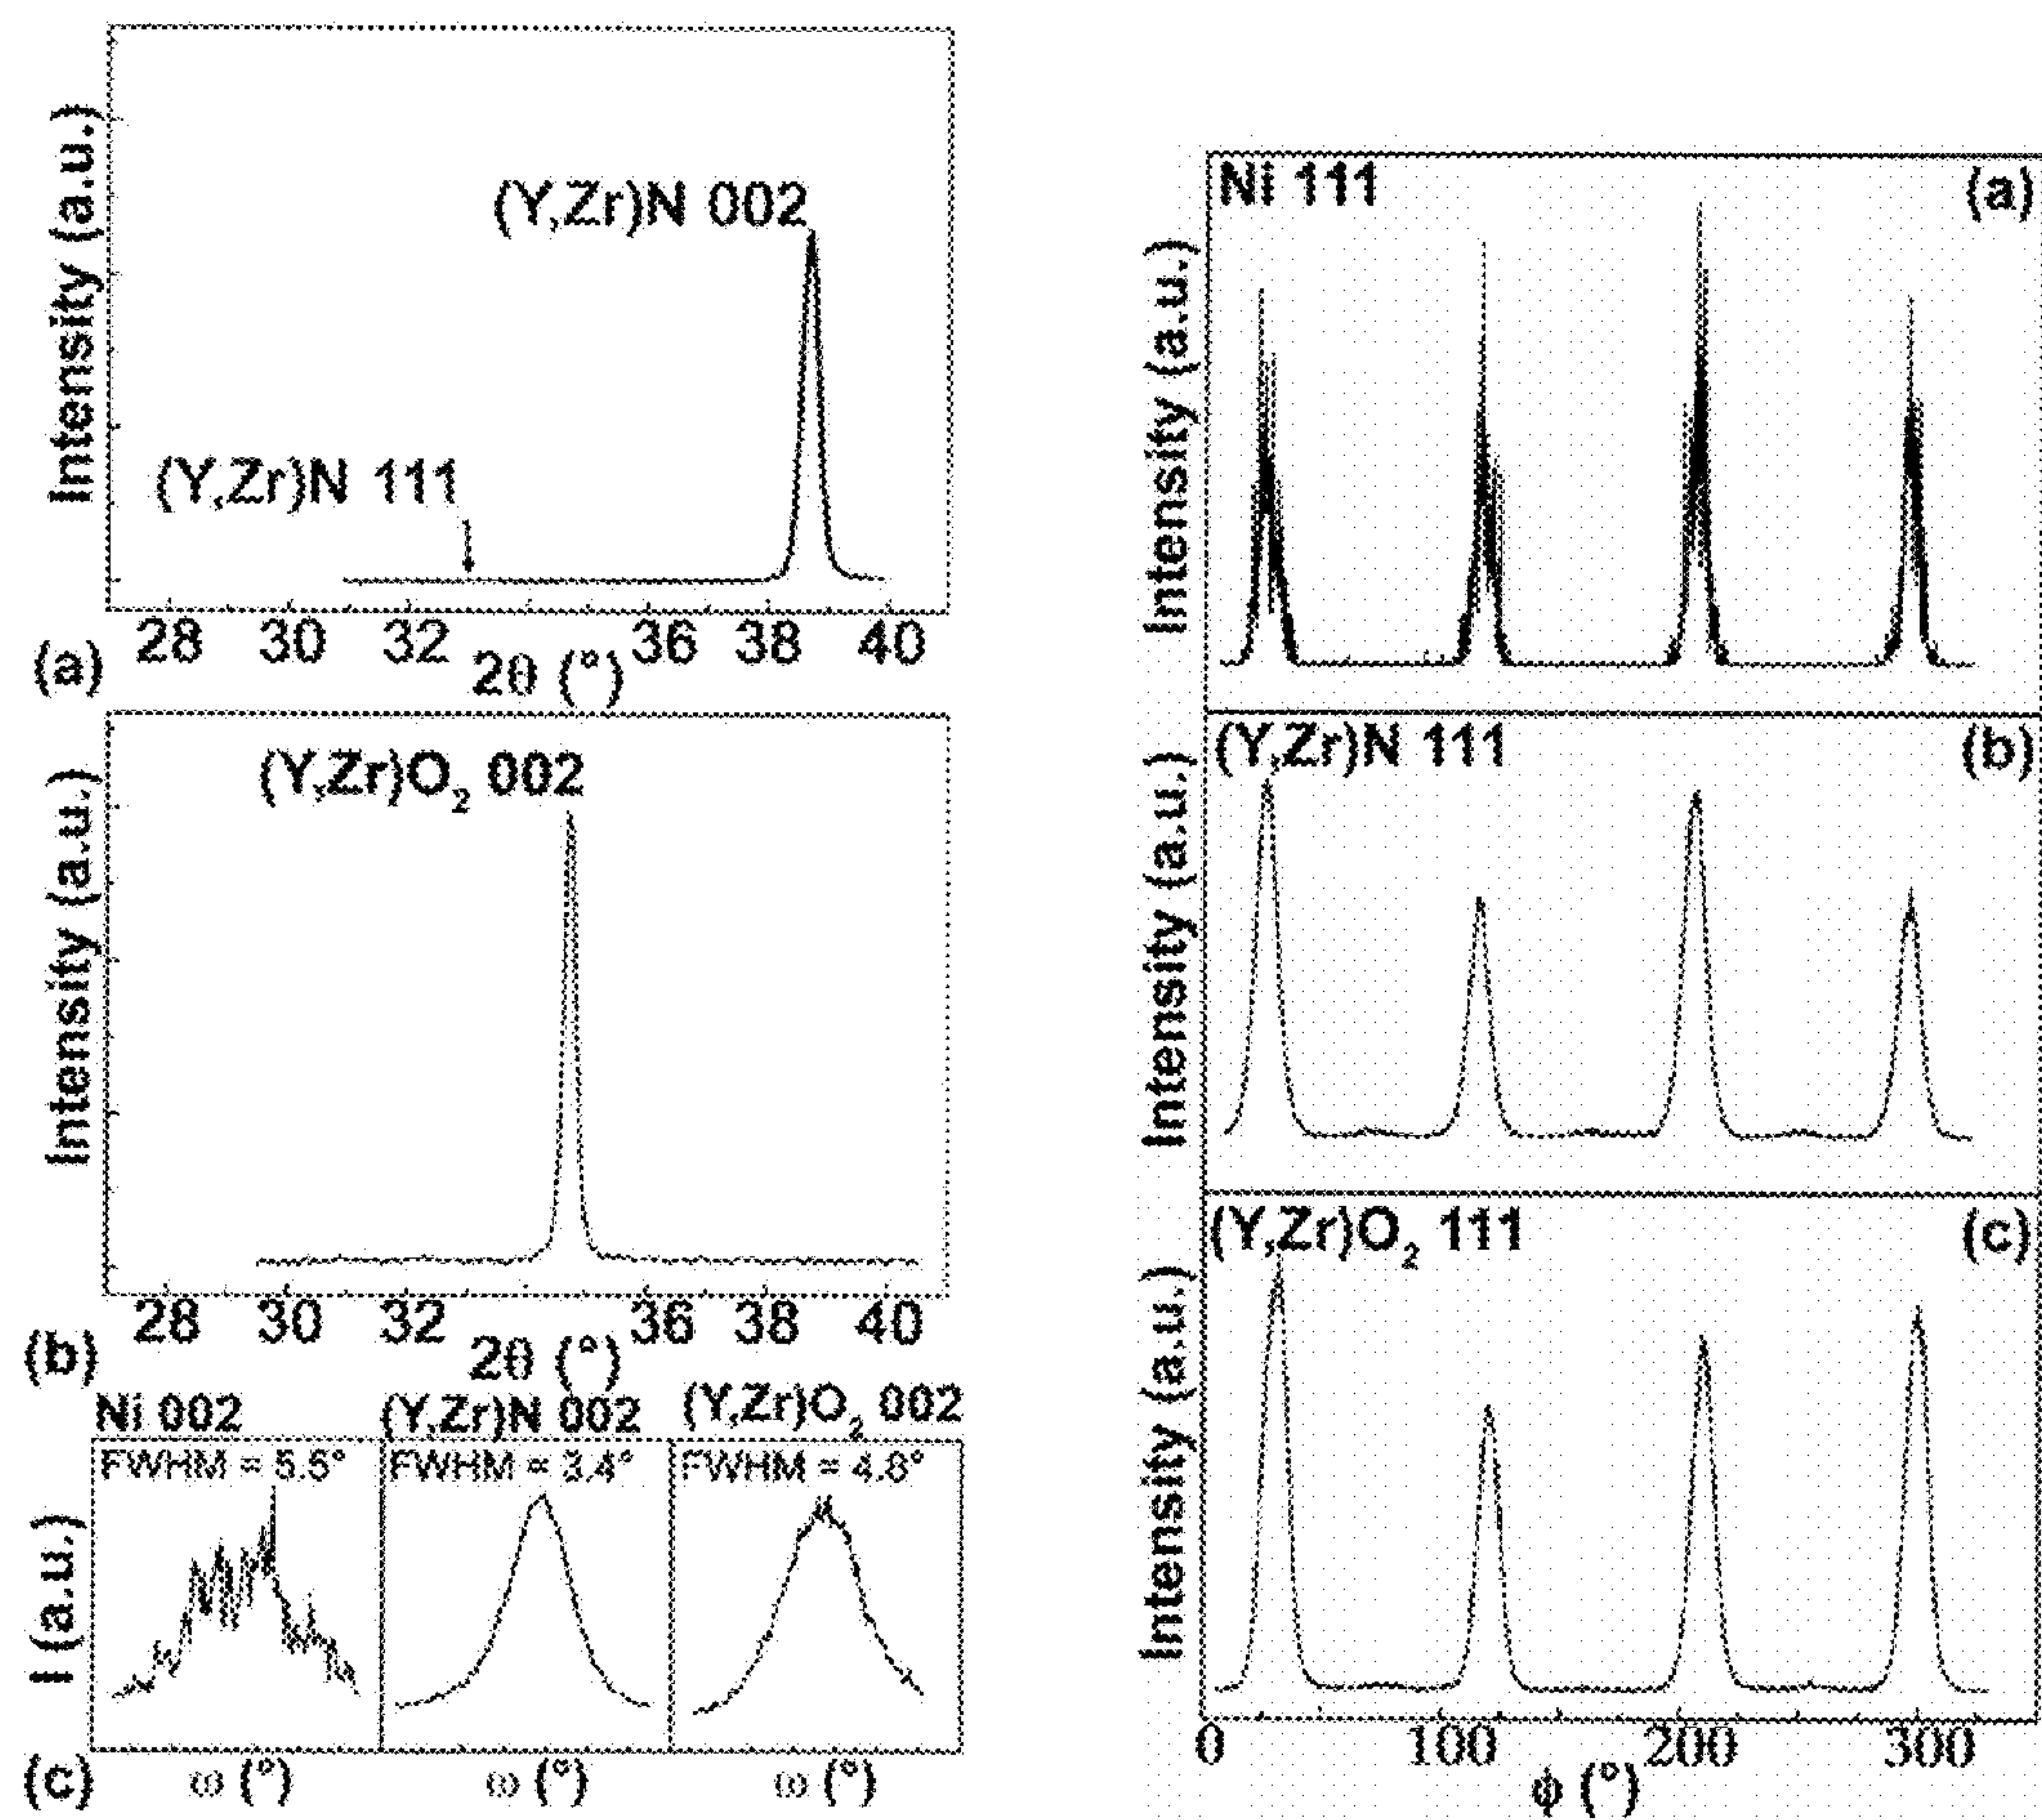 Intensity (a.u.)
(Y,Zr)N 002
(Y,Zr)N 111
28 30 32 36 38 40
(a) 2θ (°)
Intensity (a.u.)
(Y,Zr)O₂ 002
28 30 32 36 38 40
(b) 2θ (°)
Ni 002 (Y,Zr)N 002 (Y,Zr)O₂ 002
FWHM = 5.5° FWHM = 3.4° FWHM = 4.6°
I (a.u.)
(c) ω (°) ω (°) ω (°)
Ni 111 (a)
Intensity (a.u.)
(Y,Zr)N 111 (b)
Intensity (a.u.)
(Y,Zr)O₂ 111 (c)
Intensity (a.u.)
0 100 200 300
ϕ (°)